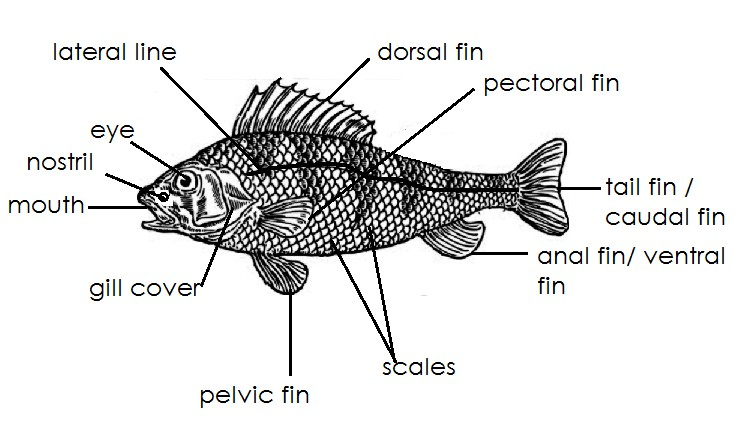 lateral line
dorsal fin
pectoral fin
eye
nostril
mouth
tail fin /
caudal fin
anal fin/ ventral
fin
gill cover
scales
pelvic fin